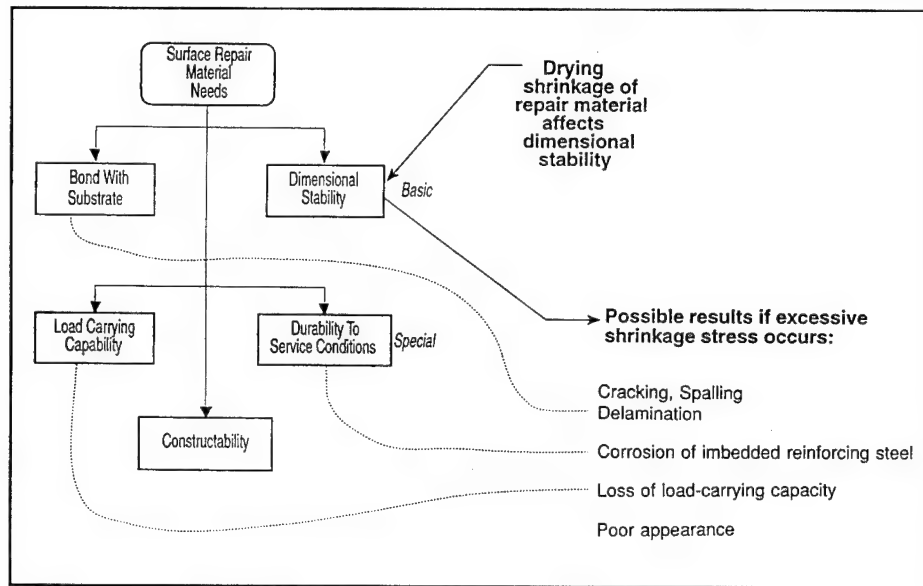 Surface Repair
Material
Needs
Drying
shrinkage of
repair material
affects
dimensional
stability
Bond With
Substrate
Dimensional
Stability
Basic
Load Carrying
Capability
Durability To
Service Conditions
Special
Possible results if excessive
shrinkage stress occurs:
Constructability
Cracking, Spalling
Delamination
Corrosion of imbedded reinforcing steel
Loss of load-carrying capacity
Poor appearance